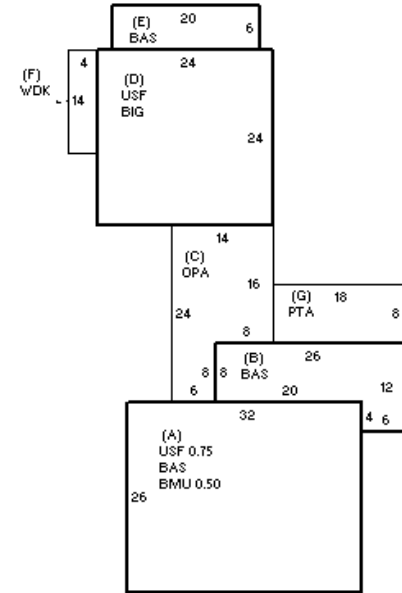 20
(E)
BAS
6
4
24
(F)
WDK
14
(D)
USF
BIG
24
14
(C)
OPA
16
(G)
PTA
18
24
8
8
(B)
BAS
26
8 8
6
20
12
32
4 6
(A)
USF 0.75
BAS
BMU 0.50
26